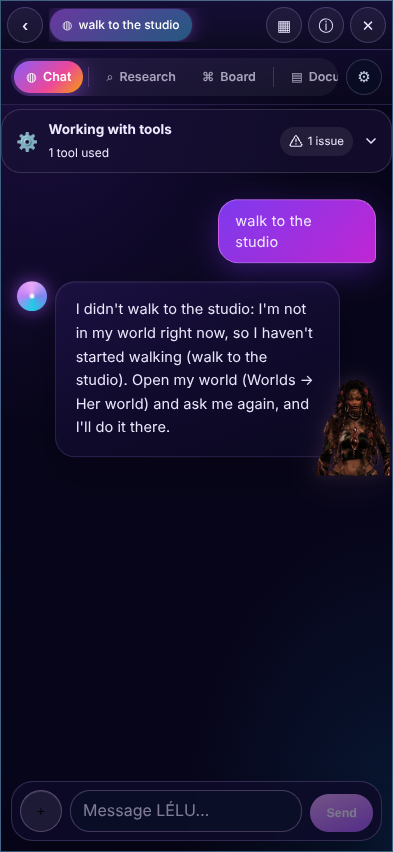 walk to the studio
Chat
Research
Board
Docu
Working with tools
1 tool used
1 issue
walk to the
studio
I didn't walk to the studio: I'm not
in my world right now, so I haven't
started walking (walk to the
studio). Open my world (Worlds →
Her world) and ask me again, and
I'll do it there.
+
Message LÉLU...
Send